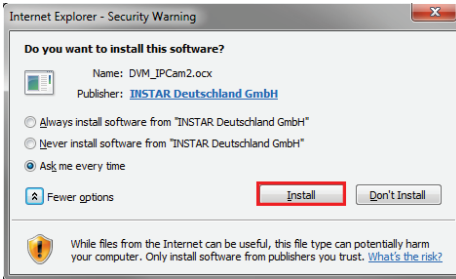 Internet Explorer - Security Warning
Do you want to install this software?
Name: DVM_IPCam2.ocx
Publisher: INSTAR Deutschland GmbH
Always install software from "INSTAR Deutschland GmbH"
Never install software from "INSTAR Deutschland GmbH"
Ask me every time
Fewer options Install Don't Install
While files from the Internet can be useful, this file type can potentially harm
your computer. Only install software from publishers you trust. What's the risk?